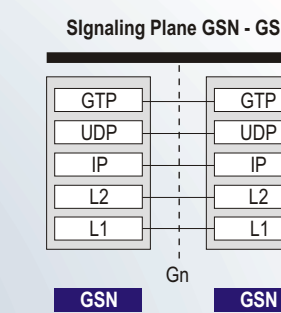 SIgnaling Plane GSN - GS
GTP GTP
UDP UDP
IP IP
L2 L2
L1 L1
Gn
GSN GSN